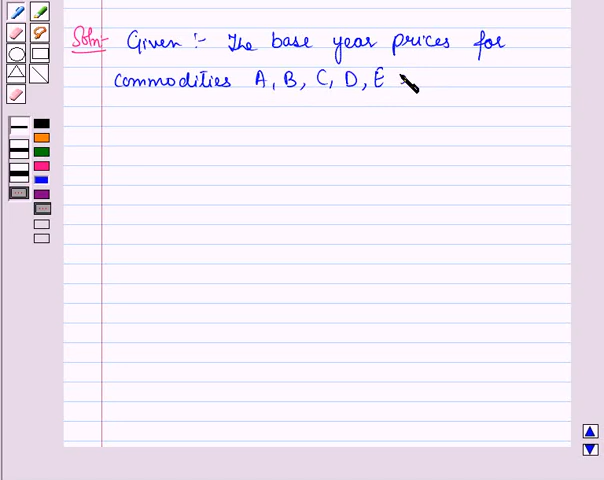 Soln:- Given :- The base year prices for
commodities A, B, C, D, E